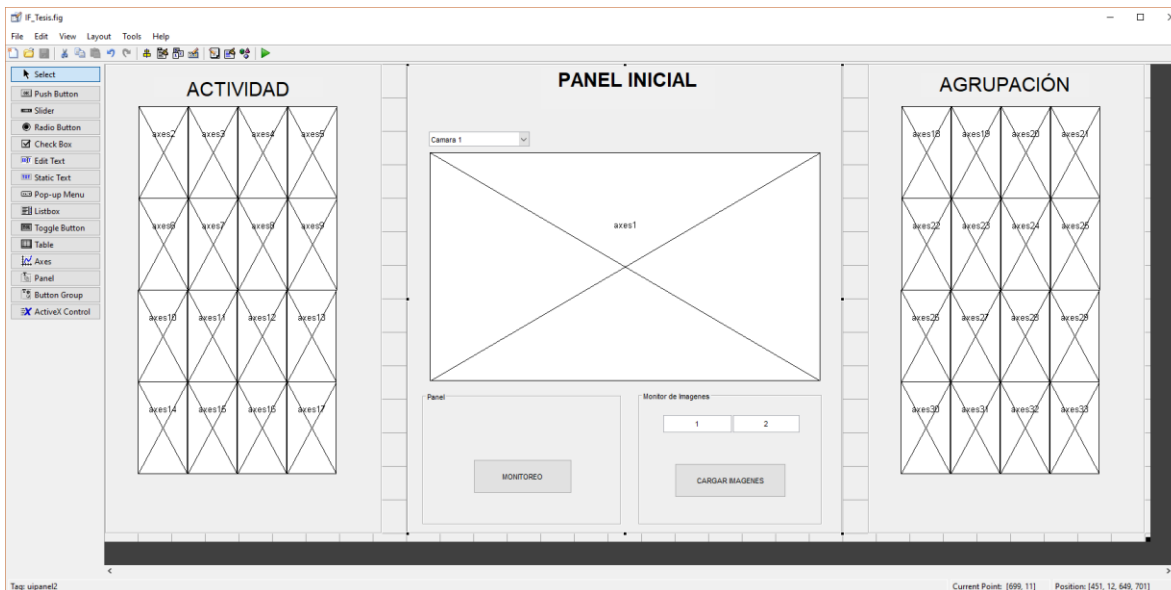 IF_Tesis.fig
File Edit View Layout Tools Help
Select
Push Button
Slider
Radio Button
Check Box
Edit Text
Static Text
Pop-up Menu
Listbox
Toggle Button
Table
Axes
Panel
Button Group
ActiveX Control
ACTIVIDAD
axes2 axes3 axes4 axes5
axes6 axes7 axes8 axes9
axes10 axes11 axes12 axes13
axes14 axes15 axes16 axes17
PANEL INICIAL
Camara 1
axes1
Panel
MONITOREO
Monitor de Imagenes
1 2
CARGAR IMAGENES
AGRUPACIÓN
axes18 axes19 axes20 axes21
axes22 axes23 axes24 axes25
axes26 axes27 axes28 axes29
axes30 axes31 axes32 axes33
Tag: uipanel2
Current Point: [699, 11] Position: [451, 12, 649, 701]